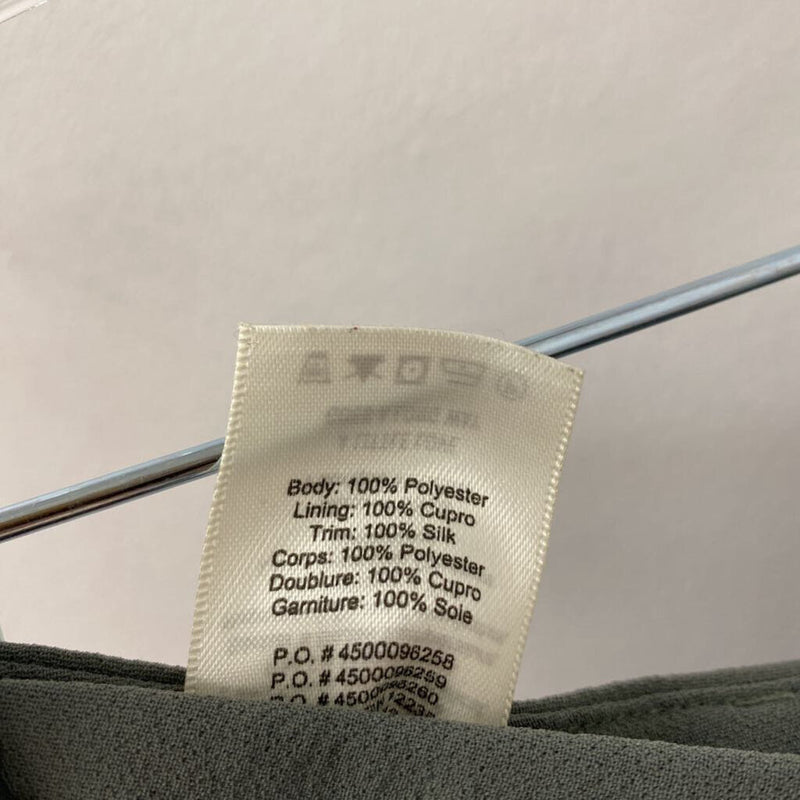 Body: 100% Polyester
Lining: 100% Cupro
Trim: 100% Silk
Corps: 100% Polyester
Doublure: 100% Cupro
Garniture: 100% Soie
P.O. # 4500096258
P.O. # 4500096259
P.O. # 4500096260